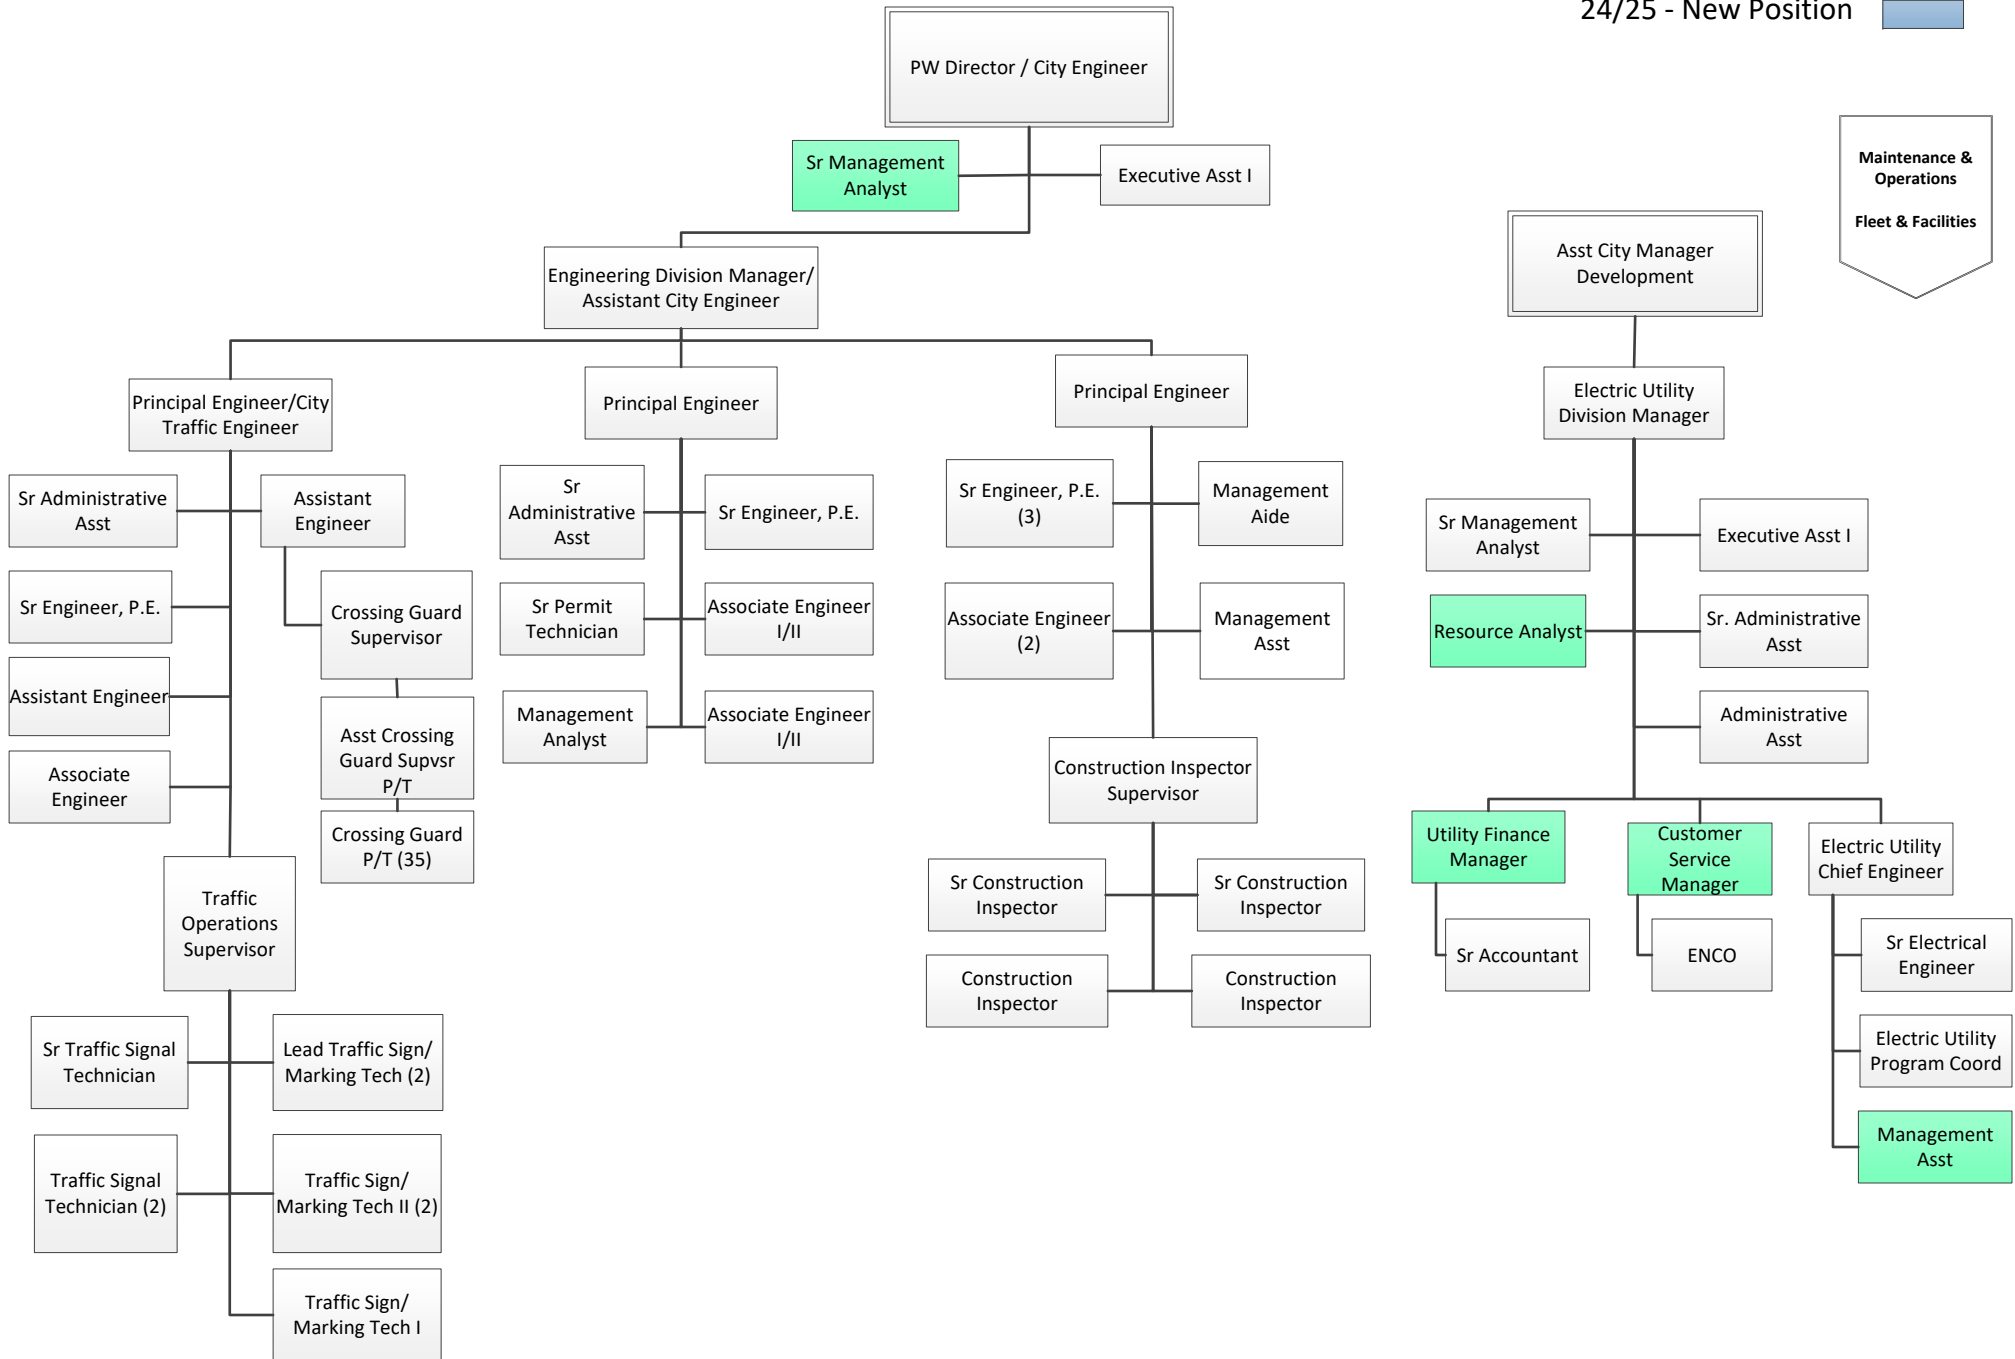 24/25 - New Position
PW Director / City Engineer
Sr Management
Analyst
Executive Asst I
Maintenance &
Operations
Fleet & Facilities
Engineering Division Manager/
Assistant City Engineer
Asst City Manager
Development
Principal Engineer/City
Traffic Engineer
Principal Engineer
Principal Engineer
Electric Utility
Division Manager
Sr Administrative
Asst
Assistant
Engineer
Sr Engineer, P.E.
Crossing Guard
Supervisor
Assistant Engineer
Asst Crossing
Guard Supvsr
P/T
Associate
Engineer
Crossing Guard
P/T (35)
Traffic
Operations
Supervisor
Sr Traffic Signal
Technician
Lead Traffic Sign/
Marking Tech (2)
Traffic Signal
Technician (2)
Traffic Sign/
Marking Tech II (2)
Traffic Sign/
Marking Tech I
Sr
Administrative
Asst
Sr Engineer, P.E.
Sr Permit
Technician
Associate Engineer
I/II
Management
Analyst
Associate Engineer
I/II
Sr Engineer, P.E.
(3)
Management
Aide
Associate Engineer
(2)
Management
Asst
Construction Inspector
Supervisor
Sr Construction
Inspector
Sr Construction
Inspector
Construction
Inspector
Construction
Inspector
Sr Management
Analyst
Executive Asst I
Resource Analyst
Sr. Administrative
Asst
Administrative
Asst
Utility Finance
Manager
Customer
Service
Manager
Electric Utility
Chief Engineer
Sr Accountant
ENCO
Sr Electrical
Engineer
Electric Utility
Program Coord
Management
Asst